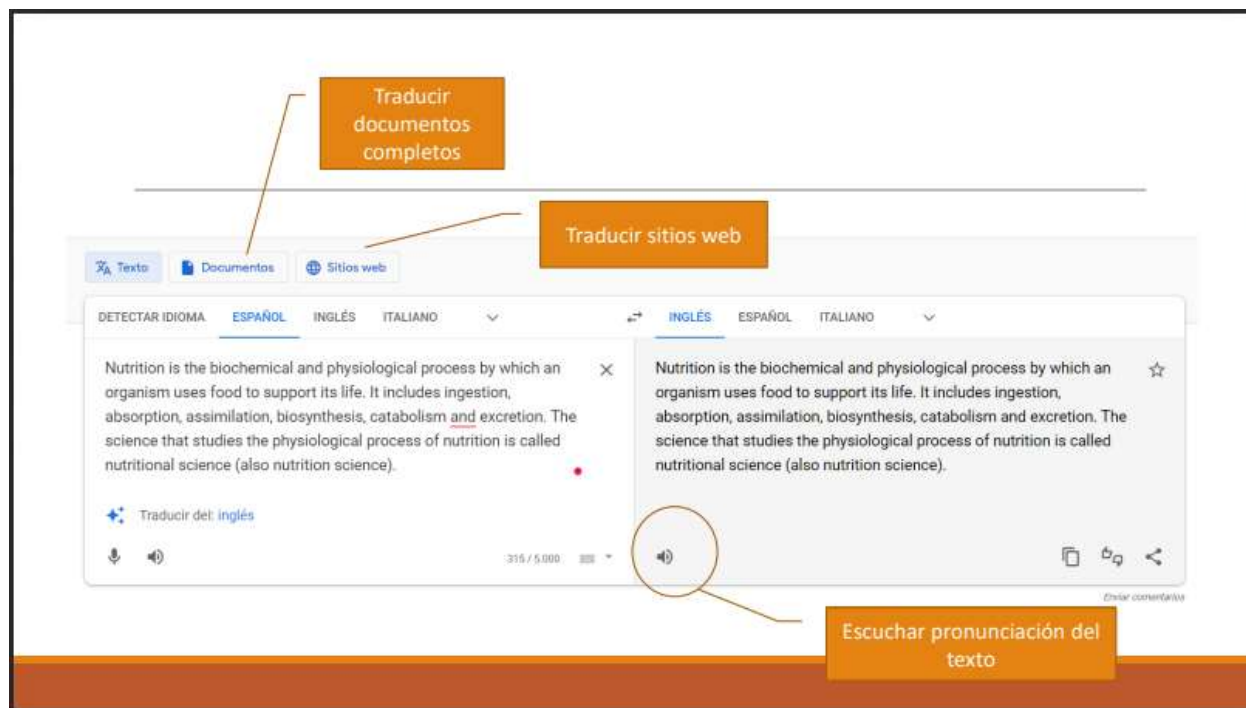 Traducir
documentos
completos
Traducir sitios web
Texto
Documentos
Sitios web
DETECTAR IDIOMA ESPAÑOL INGLÉS ITALIANO
INGLÉS ESPAÑOL ITALIANO
Nutrition is the biochemical and physiological process by which an
organism uses food to support its life. It includes ingestion,
absorption, assimilation, biosynthesis, catabolism and excretion. The
science that studies the physiological process of nutrition is called
nutritional science (also nutrition science).
Nutrition is the biochemical and physiological process by which an
organism uses food to support its life. It includes ingestion,
absorption, assimilation, biosynthesis, catabolism and excretion. The
science that studies the physiological process of nutrition is called
nutritional science (also nutrition science).
Traducir del: inglés
315 / 5.000
Enviar comentarios
Escuchar pronunciación del
texto